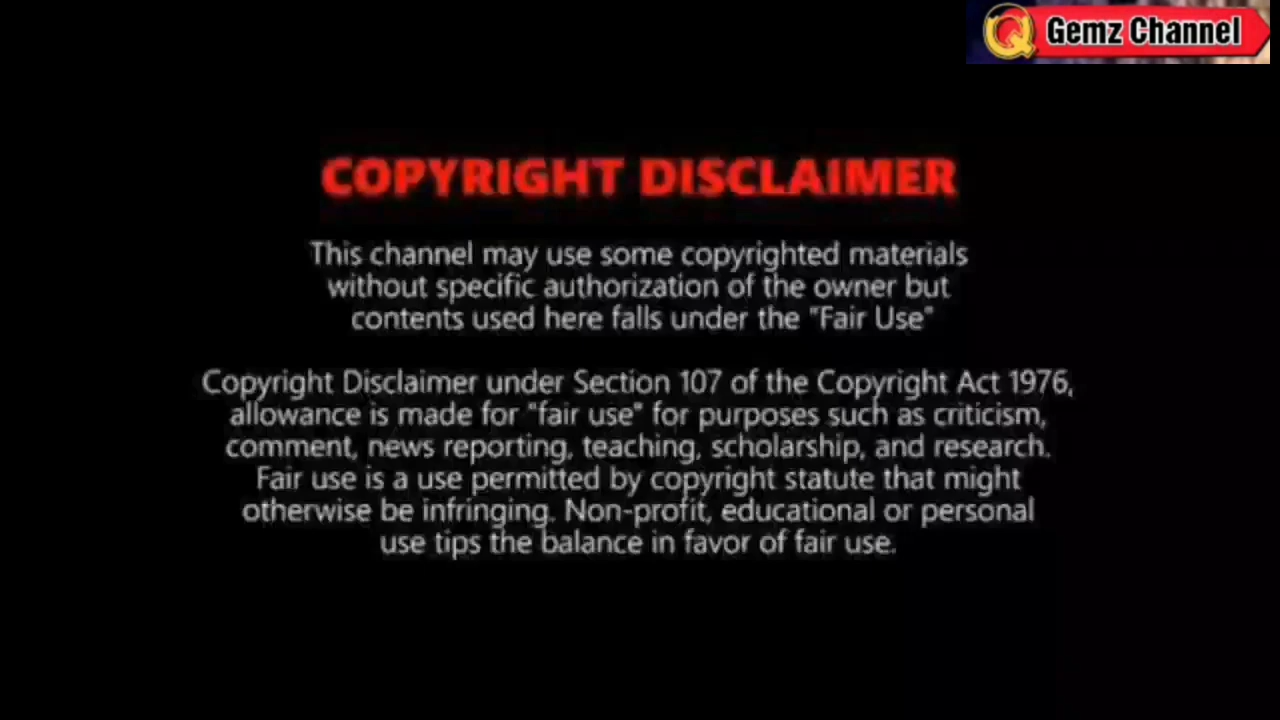 Gemz Channel
COPYRIGHT DISCLAIMER
This channel may use some copyrighted materials
without specific authorization of the owner but
contents used here falls under the "Fair Use"
Copyright Disclaimer under Section 107 of the Copyright Act 1976,
allowance is made for "fair use" for purposes such as criticism,
comment, news reporting, teaching, scholarship, and research.
Fair use is a use permitted by copyright statute that might
otherwise be infringing. Non-profit, educational or personal
use tips the balance in favor of fair use.